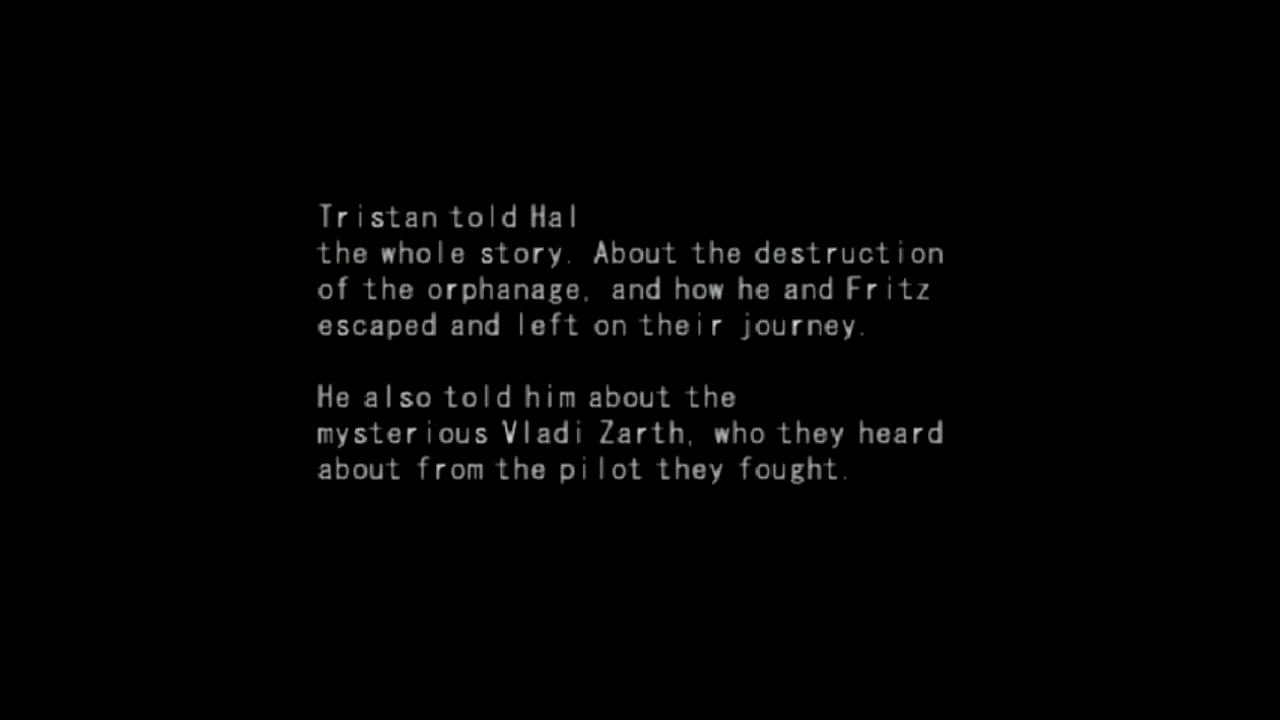 Tristan told Hal
the whole story. About the destruction
of the orphanage, and how he and Fritz
escaped and left on their journey.
He also told him about the
mysterious Vladi Zarth, who they heard
about from the pilot they fought.